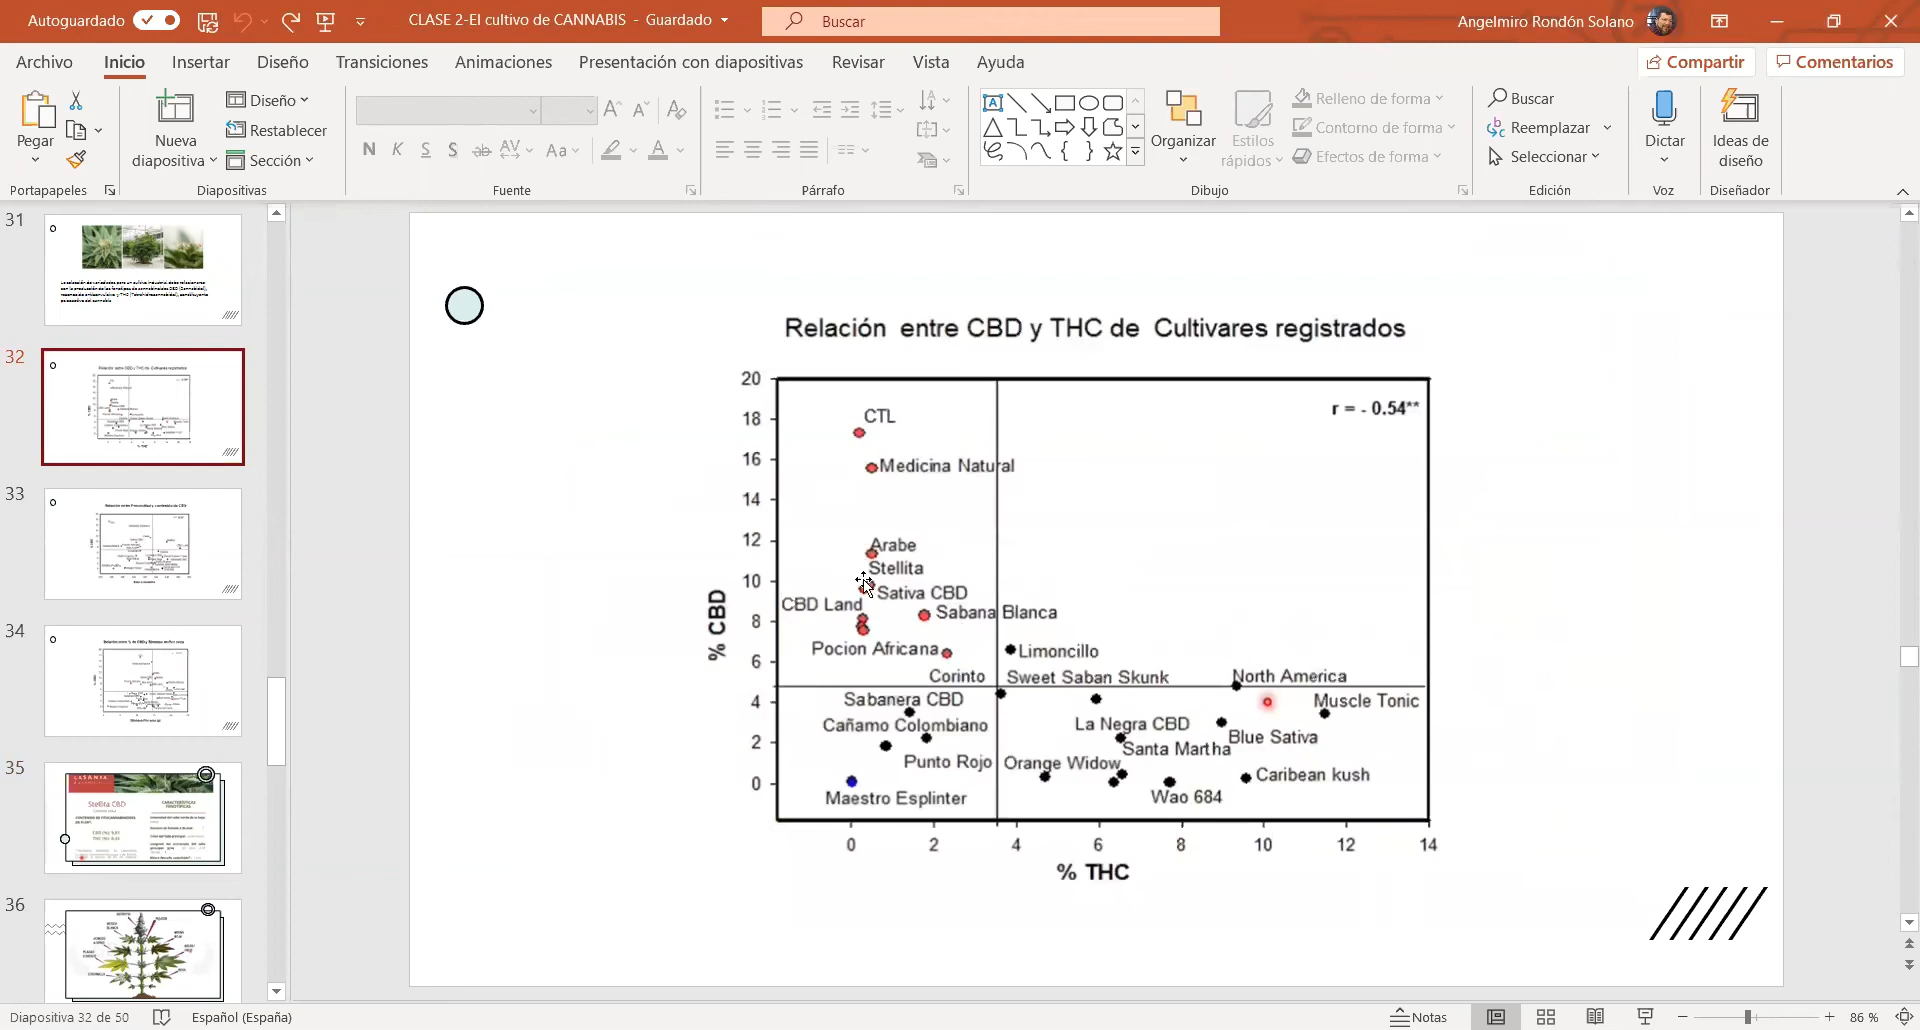 Autoguardado
CLASE 2-El cultivo de CANNABIS - Guardado
Buscar
Angelmiro Rondón Solano
Archivo Inicio Insertar Diseño Transiciones Animaciones Presentación con diapositivas Revisar Vista Ayuda
Compartir Comentarios
Pegar
Portapapeles
Nueva diapositiva
Diseño
Restablecer
Sección
Diapositivas
N K S S ab AV Aa A
Fuente
Párrafo
Organizar
Estilos rápidos
Relleno de forma
Contorno de forma
Efectos de forma
Dibujo
Buscar
Reemplazar
Seleccionar
Edición
Dictar
Voz
Ideas de diseño
Diseñador
31
32
33
34
35
Stellita CBD
36
Relación entre CBD y THC de Cultivares registrados
r = - 0.54**
% CBD
20
18
16
14
12
10
8
6
4
2
0
CTL
Medicina Natural
Arabe
Stellita
Sativa CBD
CBD Land
Sabana Blanca
Pocion Africana
Limoncillo
Corinto
Sweet Saban Skunk
North America
Sabanera CBD
Muscle Tonic
Cañamo Colombiano
La Negra CBD
Blue Sativa
Santa Martha
Punto Rojo
Orange Widow
Caribean kush
Maestro Esplinter
Wao 684
0 2 4 6 8 10 12 14
% THC
Diapositiva 32 de 50
Español (España)
Notas
86 %